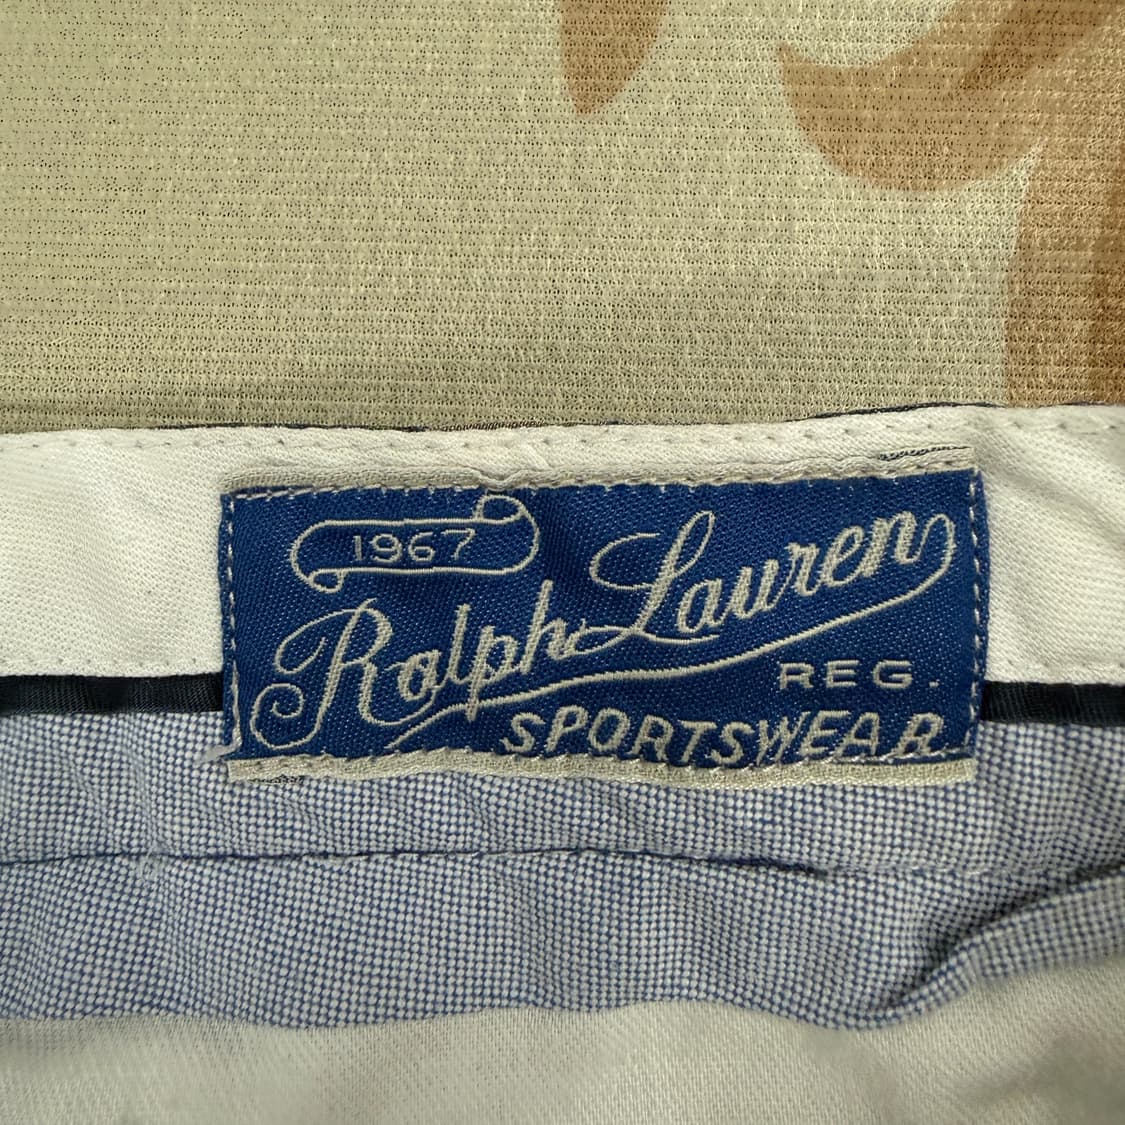 1967
Ralph Lauren
REG.
SPORTSWEAR